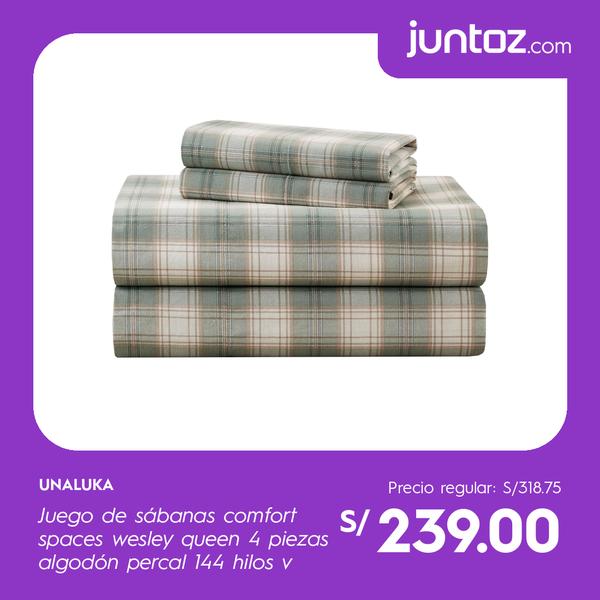 juntoz.com
UNALUKA
Juego de sábanas comfort
spaces wesley queen 4 piezas
algodón percal 144 hilos v
Precio regular: S/318.75
S/239.00